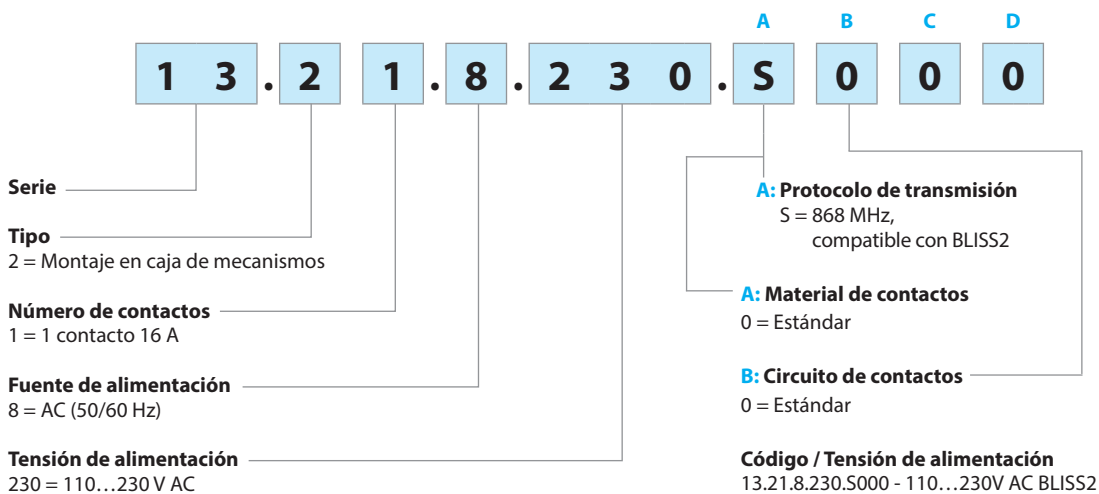 A B C D
1 3 . 2 1 . 8 . 2 3 0 . S 0 0 0
Serie
Tipo
2 = Montaje en caja de mecanismos
Número de contactos
1 = 1 contacto 16 A
Fuente de alimentación
8 = AC (50/60 Hz)
Tensión de alimentación
230 = 110…230 V AC
A: Protocolo de transmisión
S = 868 MHz,
compatible con BLISS2
A: Material de contactos
0 = Estándar
B: Circuito de contactos
0 = Estándar
Código / Tensión de alimentación
13.21.8.230.S000 - 110…230V AC BLISS2